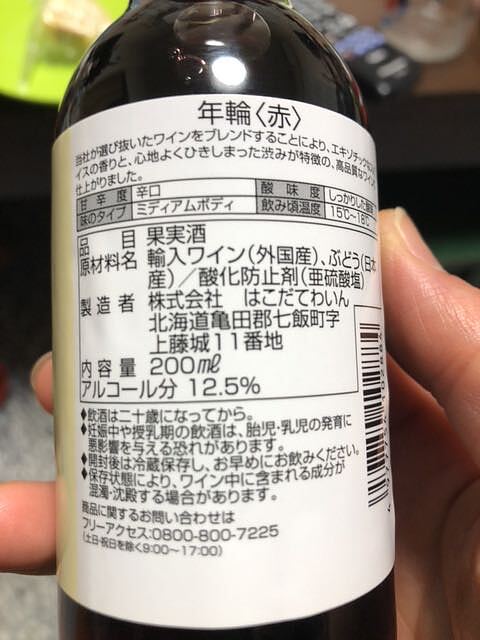 年輪〈赤〉
当社が選び抜いたワインをブレンドすることにより、エキゾチックな
イスの香りと、心地よくひきしまった渋みが特徴の、高品質なワイン
仕上がりました。
甘辛度 辛口 酸味度 しっかりした
味のタイプ ミディアムボディ 飲み頃温度 15℃~18℃
品目 果実酒
原材料名 輸入ワイン(外国産)、ぶどう(日本
産)/酸化防止剤(亜硫酸塩)
製造者 株式会社 はこだてわいん
北海道亀田郡七飯町字
上藤城11番地
内容量 200㎖
アルコール分 12.5%
◆飲酒は二十歳になってから。
◆妊娠中や授乳期の飲酒は、胎児・乳児の発育に
悪影響を与える恐れがあります。
◆開封後は冷蔵保存し、お早めにお飲みください。
◆保存状態により、ワイン中に含まれる成分が
混濁・沈殿する場合があります。
商品に関するお問い合わせは
フリーアクセス:0800-800-7225
(土日・祝日を除く9:00~17:00)